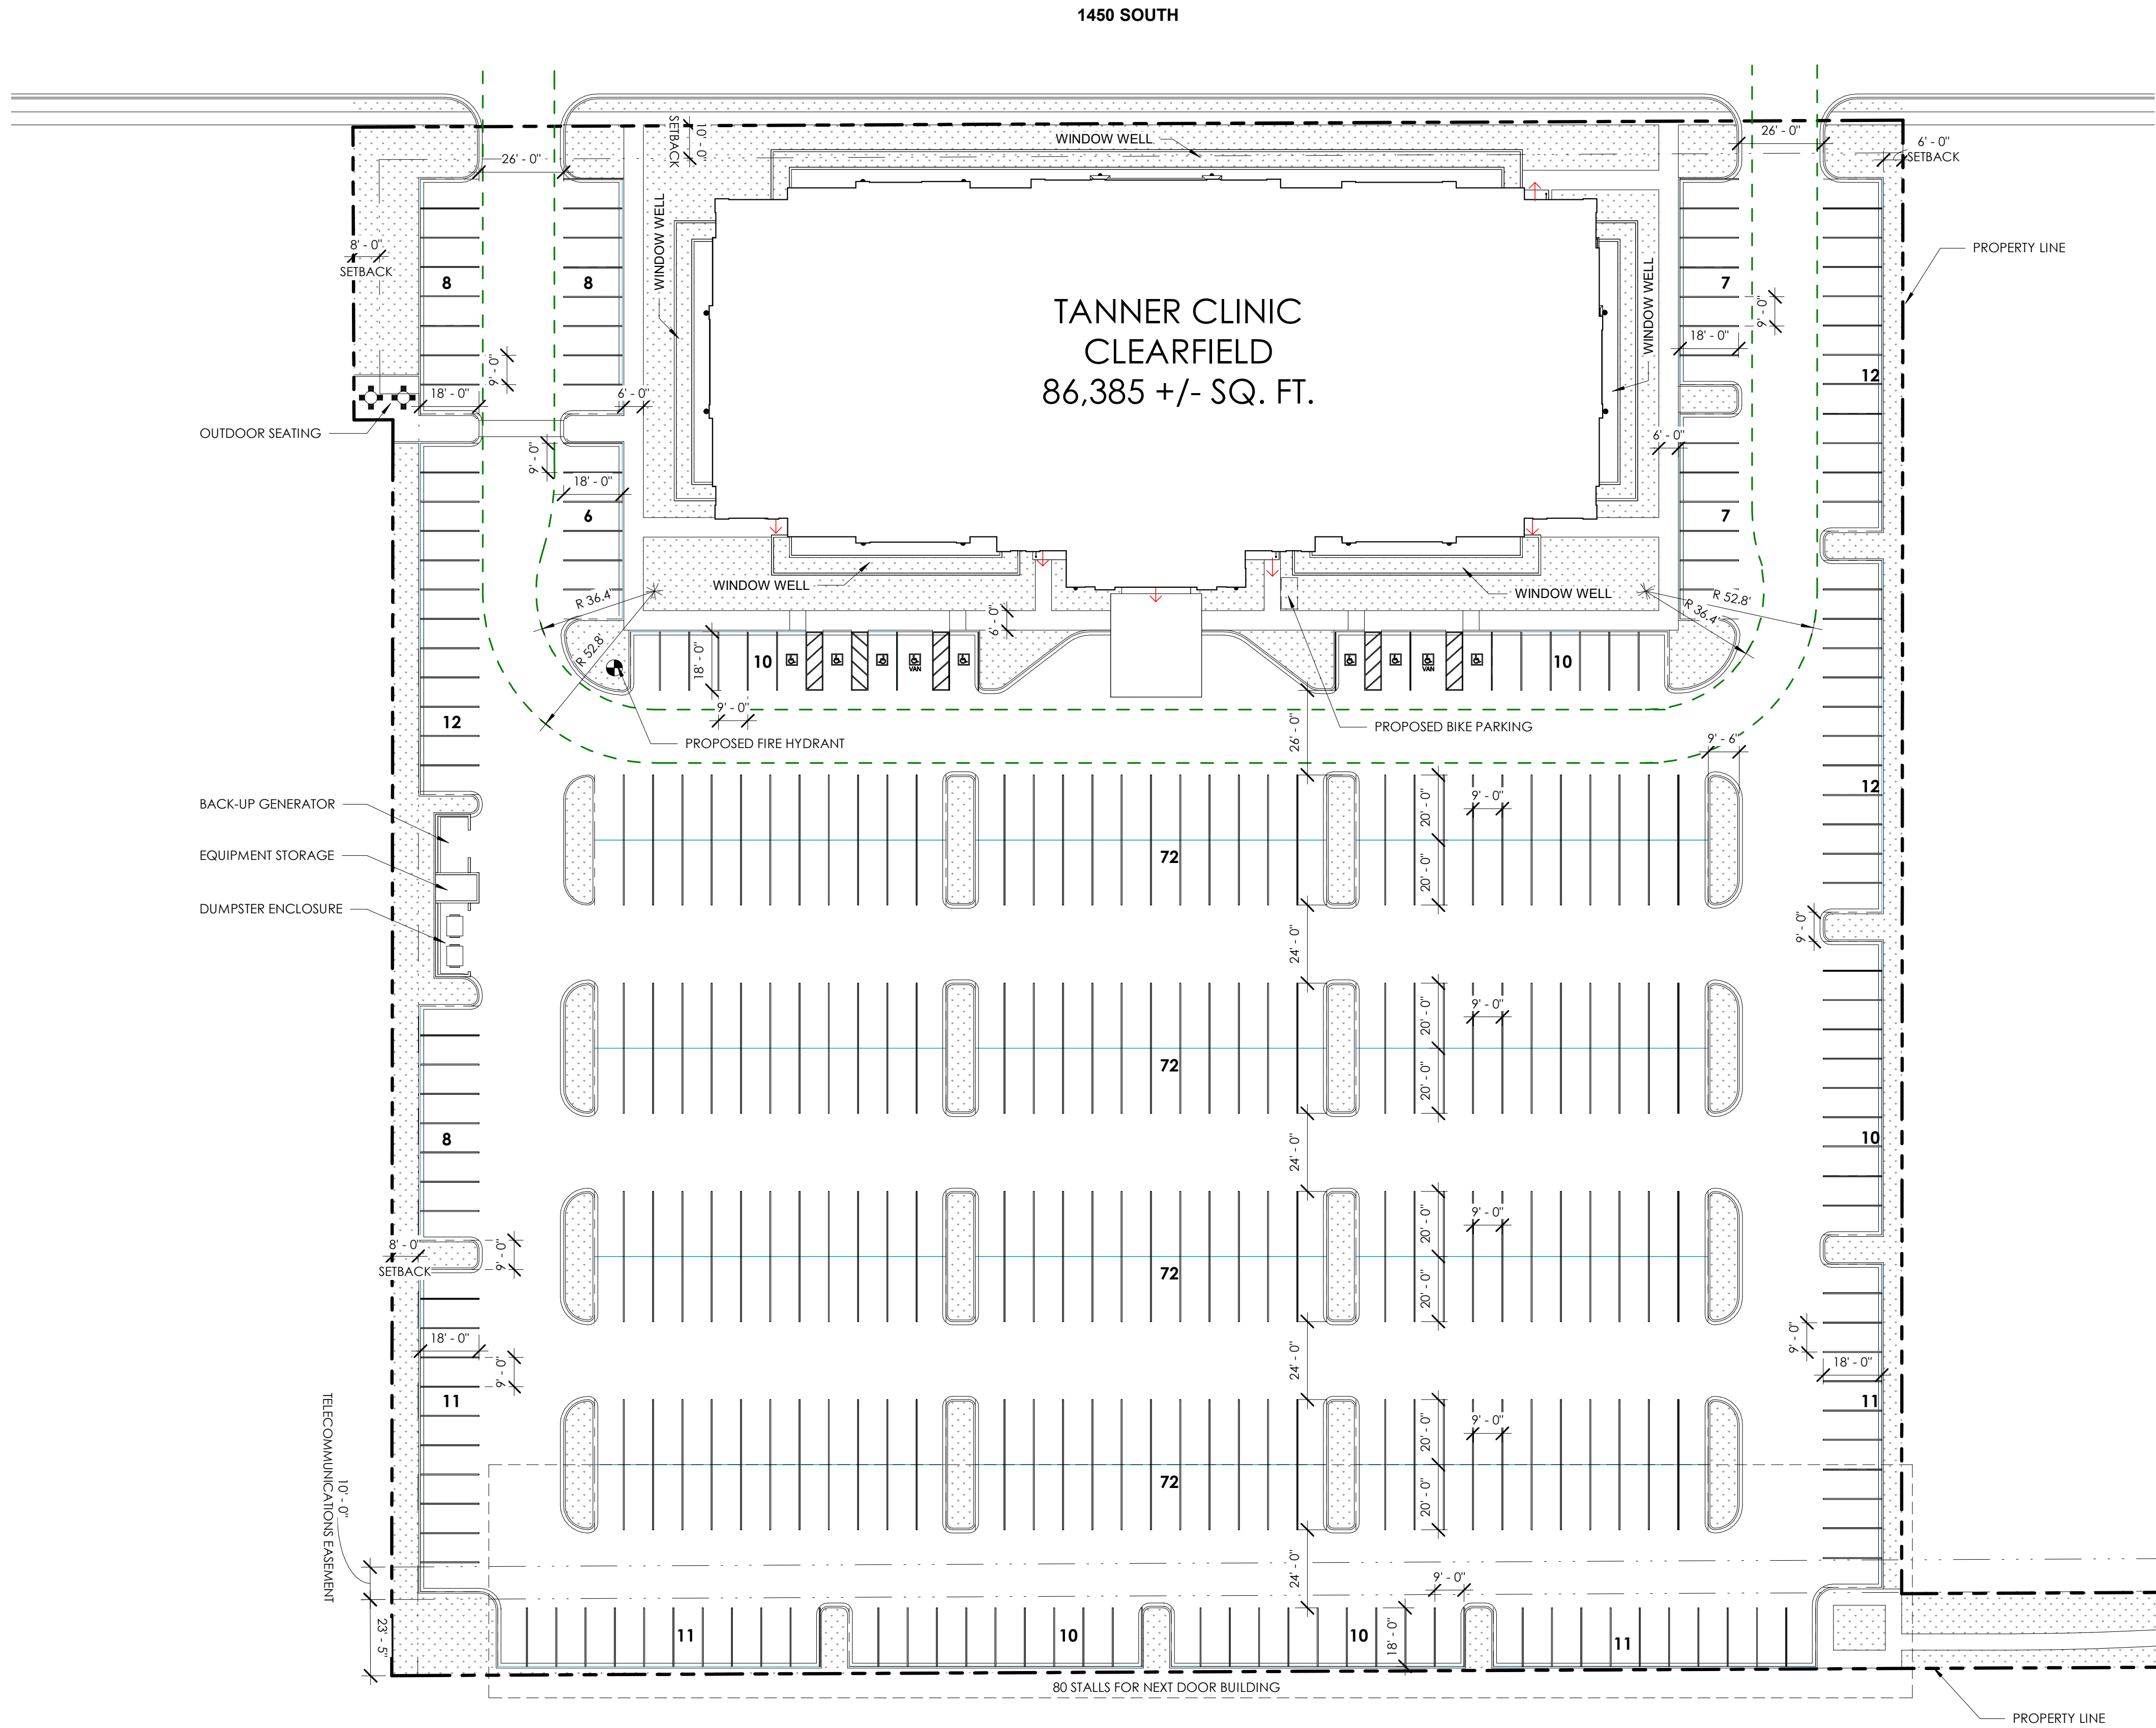 1450 SOUTH
10' - 0"
SETBACK
WINDOW WELL
26' - 0"
6' - 0"
SETBACK
26' - 0"
8' - 0"
SETBACK
WINDOW WELL
WINDOW WELL
PROPERTY LINE
8
8
7
9' - 0"
18' - 0"
TANNER CLINIC
CLEARFIELD
86,385 +/- SQ. FT.
9' - 0"
18' - 0"
6' - 0"
12
OUTDOOR SEATING
9' - 0"
6' - 0"
18' - 0"
6
7
WINDOW WELL
WINDOW WELL
R 36.4'
R 52.8'
R 52.8'
R 36.4'
6' - 0"
18' - 0"
10
VAN
VAN
10
9' - 0"
12
PROPOSED FIRE HYDRANT
PROPOSED BIKE PARKING
26' - 0"
9' - 6"
12
BACK-UP GENERATOR
EQUIPMENT STORAGE
DUMPSTER ENCLOSURE
20' - 0"
9' - 0"
72
20' - 0"
9' - 0"
24' - 0"
20' - 0"
9' - 0"
72
20' - 0"
8
10
24' - 0"
20' - 0"
9' - 0"
8' - 0"
SETBACK
9' - 0"
72
20' - 0"
9' - 0"
18' - 0"
18' - 0"
9' - 0"
24' - 0"
11
11
20' - 0"
9' - 0"
72
20' - 0"
10' - 0"
TELECOMMUNICATIONS EASEMENT
24' - 0"
9' - 0"
23' - 5"
11
10
10
18' - 0"
11
80 STALLS FOR NEXT DOOR BUILDING
PROPERTY LINE